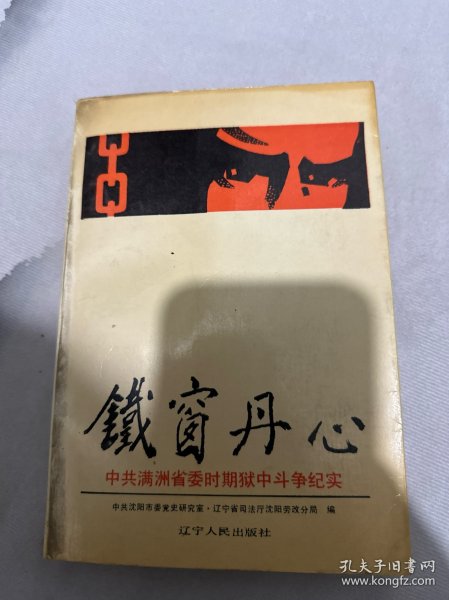 鐵窗丹心
中共满洲省委时期狱中斗争纪实
中共沈阳市委党史研究室·辽宁省司法厅沈阳劳改分局 编
辽宁人民出版社
孔夫子旧书网
kongfz.com